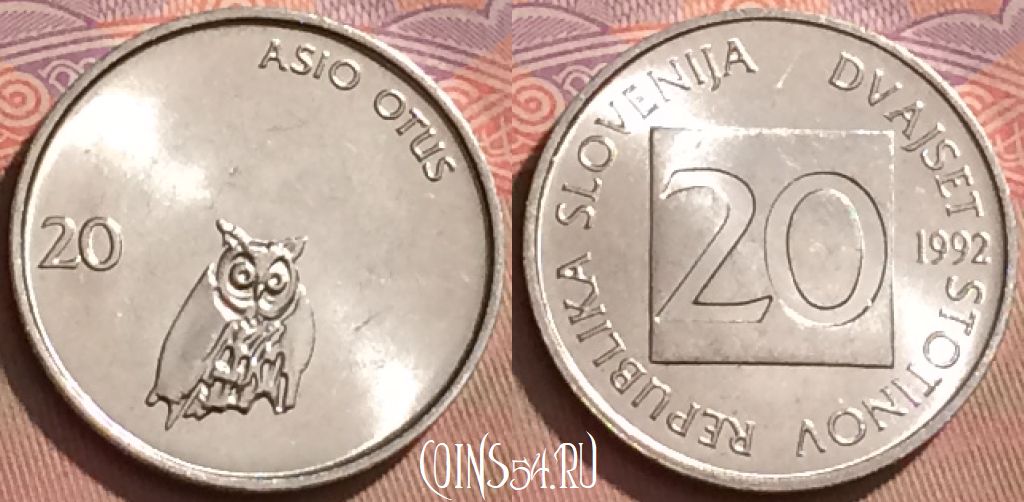 ASIO OTUS
20
REPUBLIKA SLOVENIJA
DVAJSET STOTINOV
20
1992
COINS54.RU